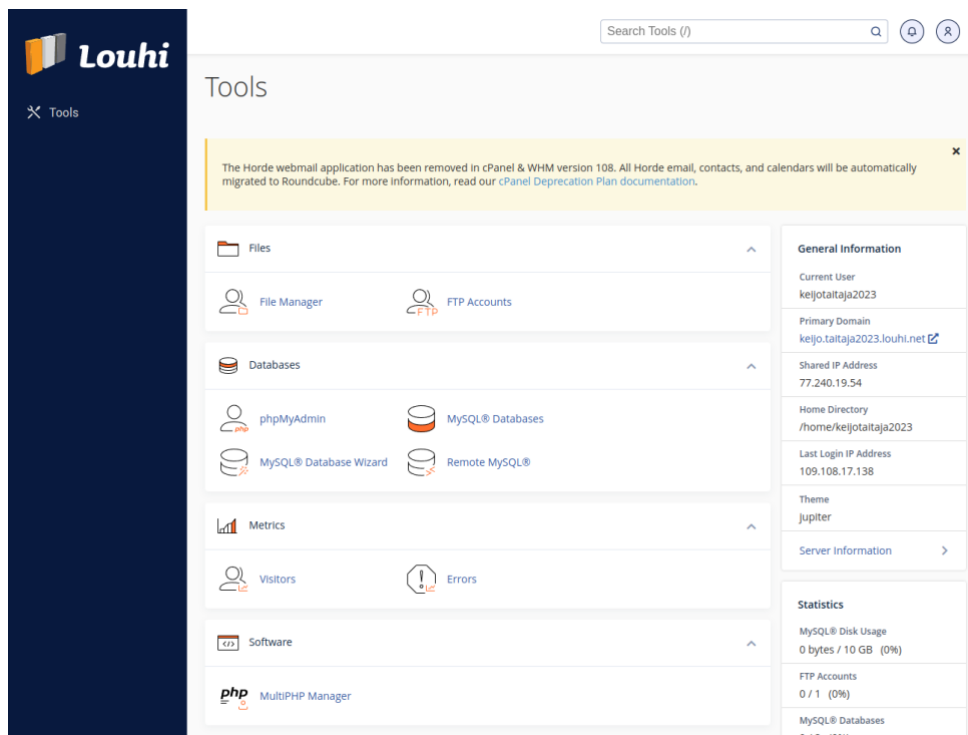 Louhi
Search Tools (/)
Tools
Tools
The Horde webmail application has been removed in cPanel & WHM version 108. All Horde email, contacts, and calendars will be automatically
migrated to Roundcube. For more information, read our cPanel Deprecation Plan documentation.
Files
File Manager
FTP
FTP Accounts
Databases
php
phpMyAdmin
MySQL® Databases
MySQL® Database Wizard
Remote MySQL®
Metrics
Visitors
Errors
Software
php
MultiPHP Manager
General Information
Current User
keijotaitaja2023
Primary Domain
keijo.taitaja2023.louhi.net
Shared IP Address
77.240.19.54
Home Directory
/home/keijotaitaja2023
Last Login IP Address
109.108.17.138
Theme
jupiter
Server Information
Statistics
MySQL® Disk Usage
0 bytes / 10 GB (0%)
FTP Accounts
0 / 1 (0%)
MySQL® Databases